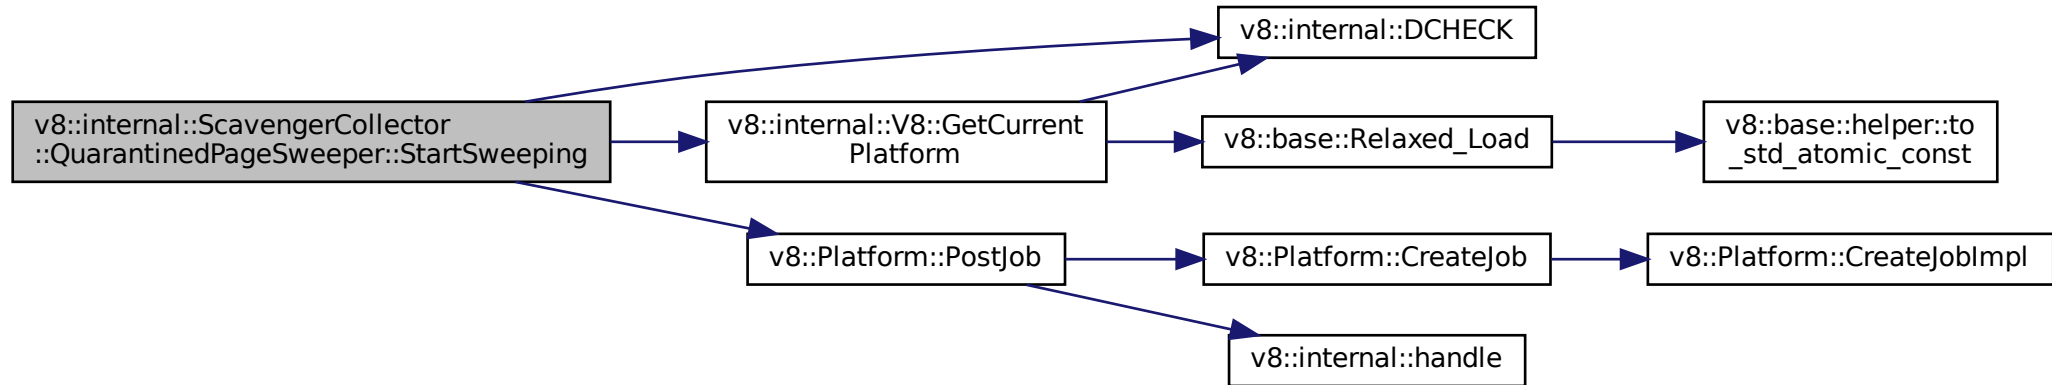 v8::internal::DCHECK
v8::internal::ScavengerCollector
::QuarantinedPageSweeper::StartSweeping
v8::internal::V8::GetCurrent
Platform
v8::base::Relaxed_Load
v8::base::helper::to
_std_atomic_const
v8::Platform::PostJob
v8::Platform::CreateJob
v8::Platform::CreateJobImpl
v8::internal::handle